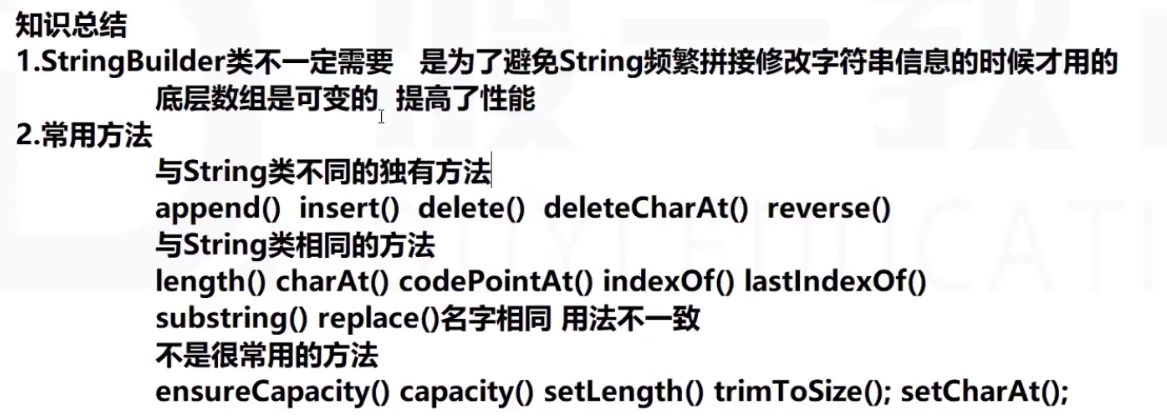 知识总结
1.StringBuilder类不一定需要 是为了避免String频繁拼接修改字符串信息的时候才用的
底层数组是可变的 提高了性能
2.常用方法
与String类不同的独有方法
append() insert() delete() deleteCharAt() reverse()
与String类相同的方法
length() charAt() codePointAt() indexOf() lastIndexOf()
substring() replace()名字相同 用法不一致
不是很常用的方法
ensureCapacity() capacity() setLength() trimToSize(); setCharAt();